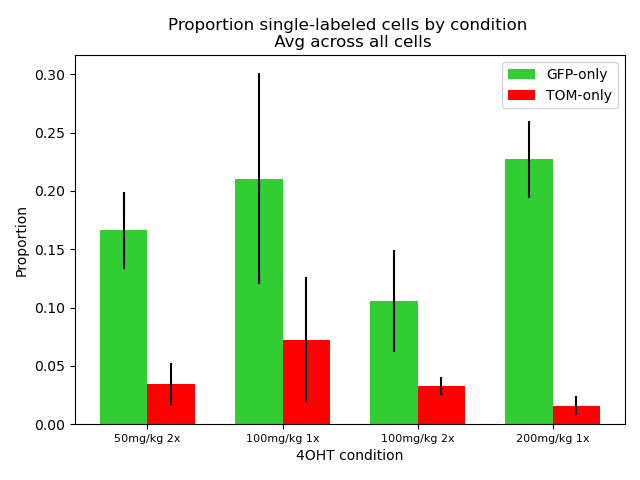 Proportion single-labeled cells by condition
Avg across all cells
GFP-only
TOM-only
0.30
0.25
0.20
0.15
0.10
0.05
0.00
Proportion
50mg/kg 2x
100mg/kg 1x
100mg/kg 2x
200mg/kg 1x
4OHT condition